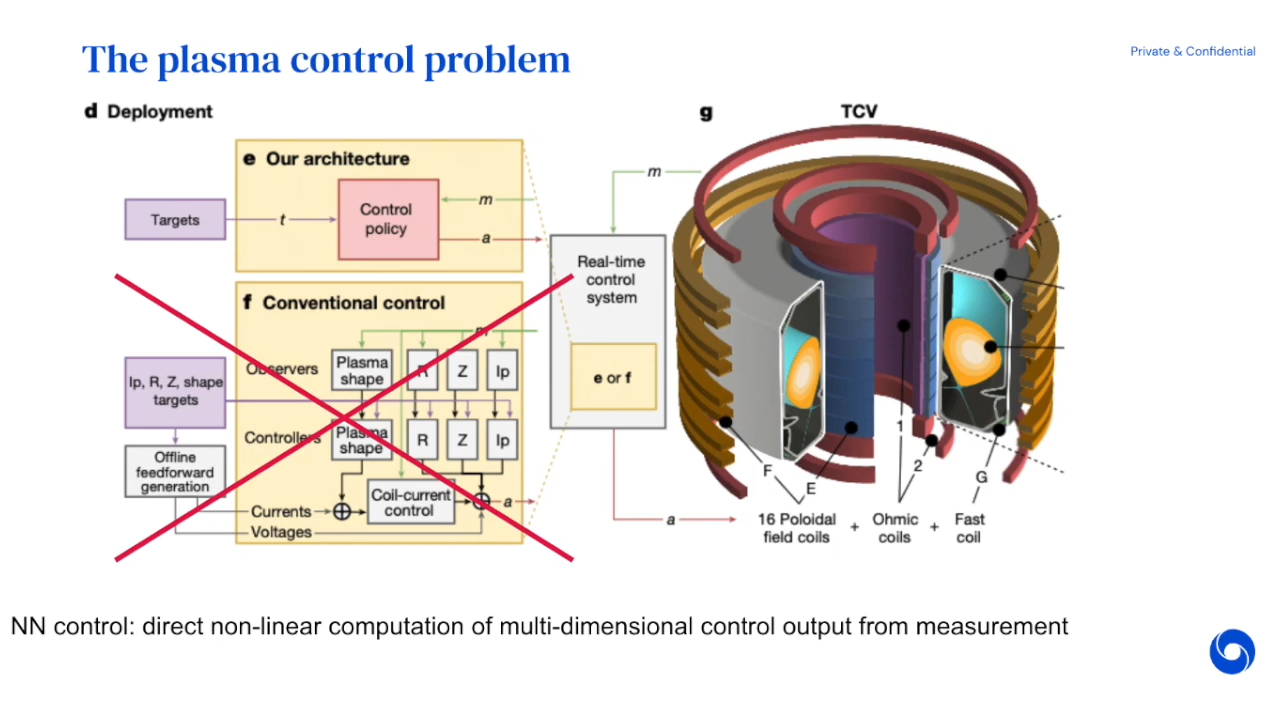 The plasma control problem
Private & Confidential
d Deployment
e Our architecture
Targets
t
Control
policy
m
a
f Conventional control
m
Observers
Plasma
shape
R
Z
Ip
Ip, R, Z, shape
targets
Controllers
Plasma
shape
R
Z
Ip
Offline
feedforward
generation
Coil-current
control
a
Currents
Voltages
m
Real-time
control
system
e or f
a
g TCV
1
2
F
E
G
16 Poloidal
field coils
+
Ohmic
coils
+
Fast
coil
NN control: direct non-linear computation of multi-dimensional control output from measurement